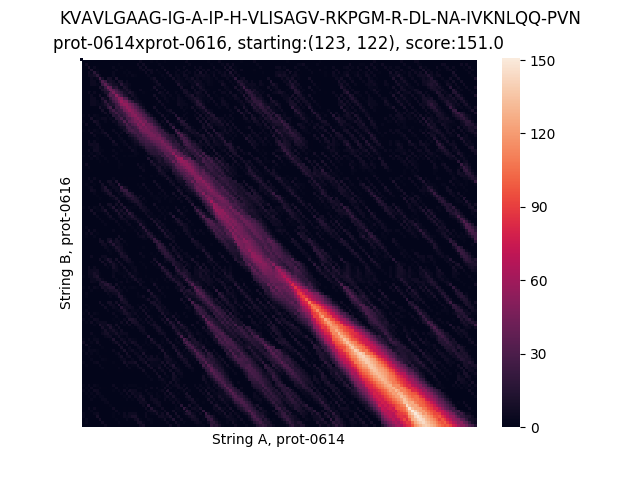 KVAVLGAAG-IG-A-IP-H-VLISAGV-RKPGM-R-DL-NA-IVKNLQQ-PVN
prot-0614xprot-0616, starting:(123, 122), score:151.0
150
120
90
60
30
0
String B, prot-0616
String A, prot-0614